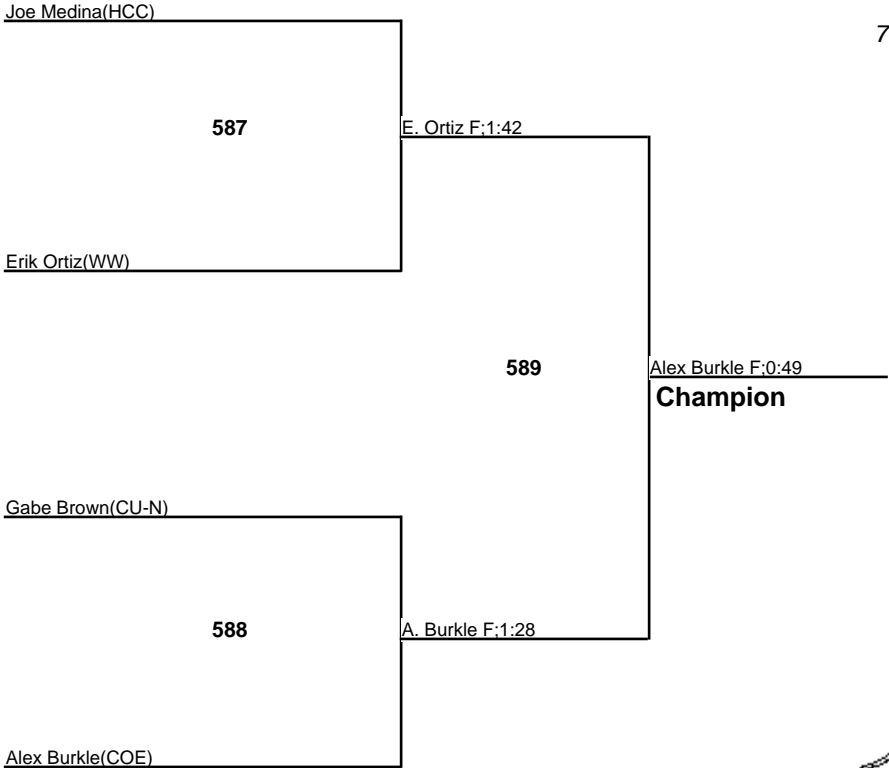 Joe Medina(HCC)
7
587
E. Ortiz F;1:42
Erik Ortiz(WW)
589
Alex Burkle F;0:49
Champion
Gabe Brown(CU-N)
588
A. Burkle F;1:28
Alex Burkle(COE)